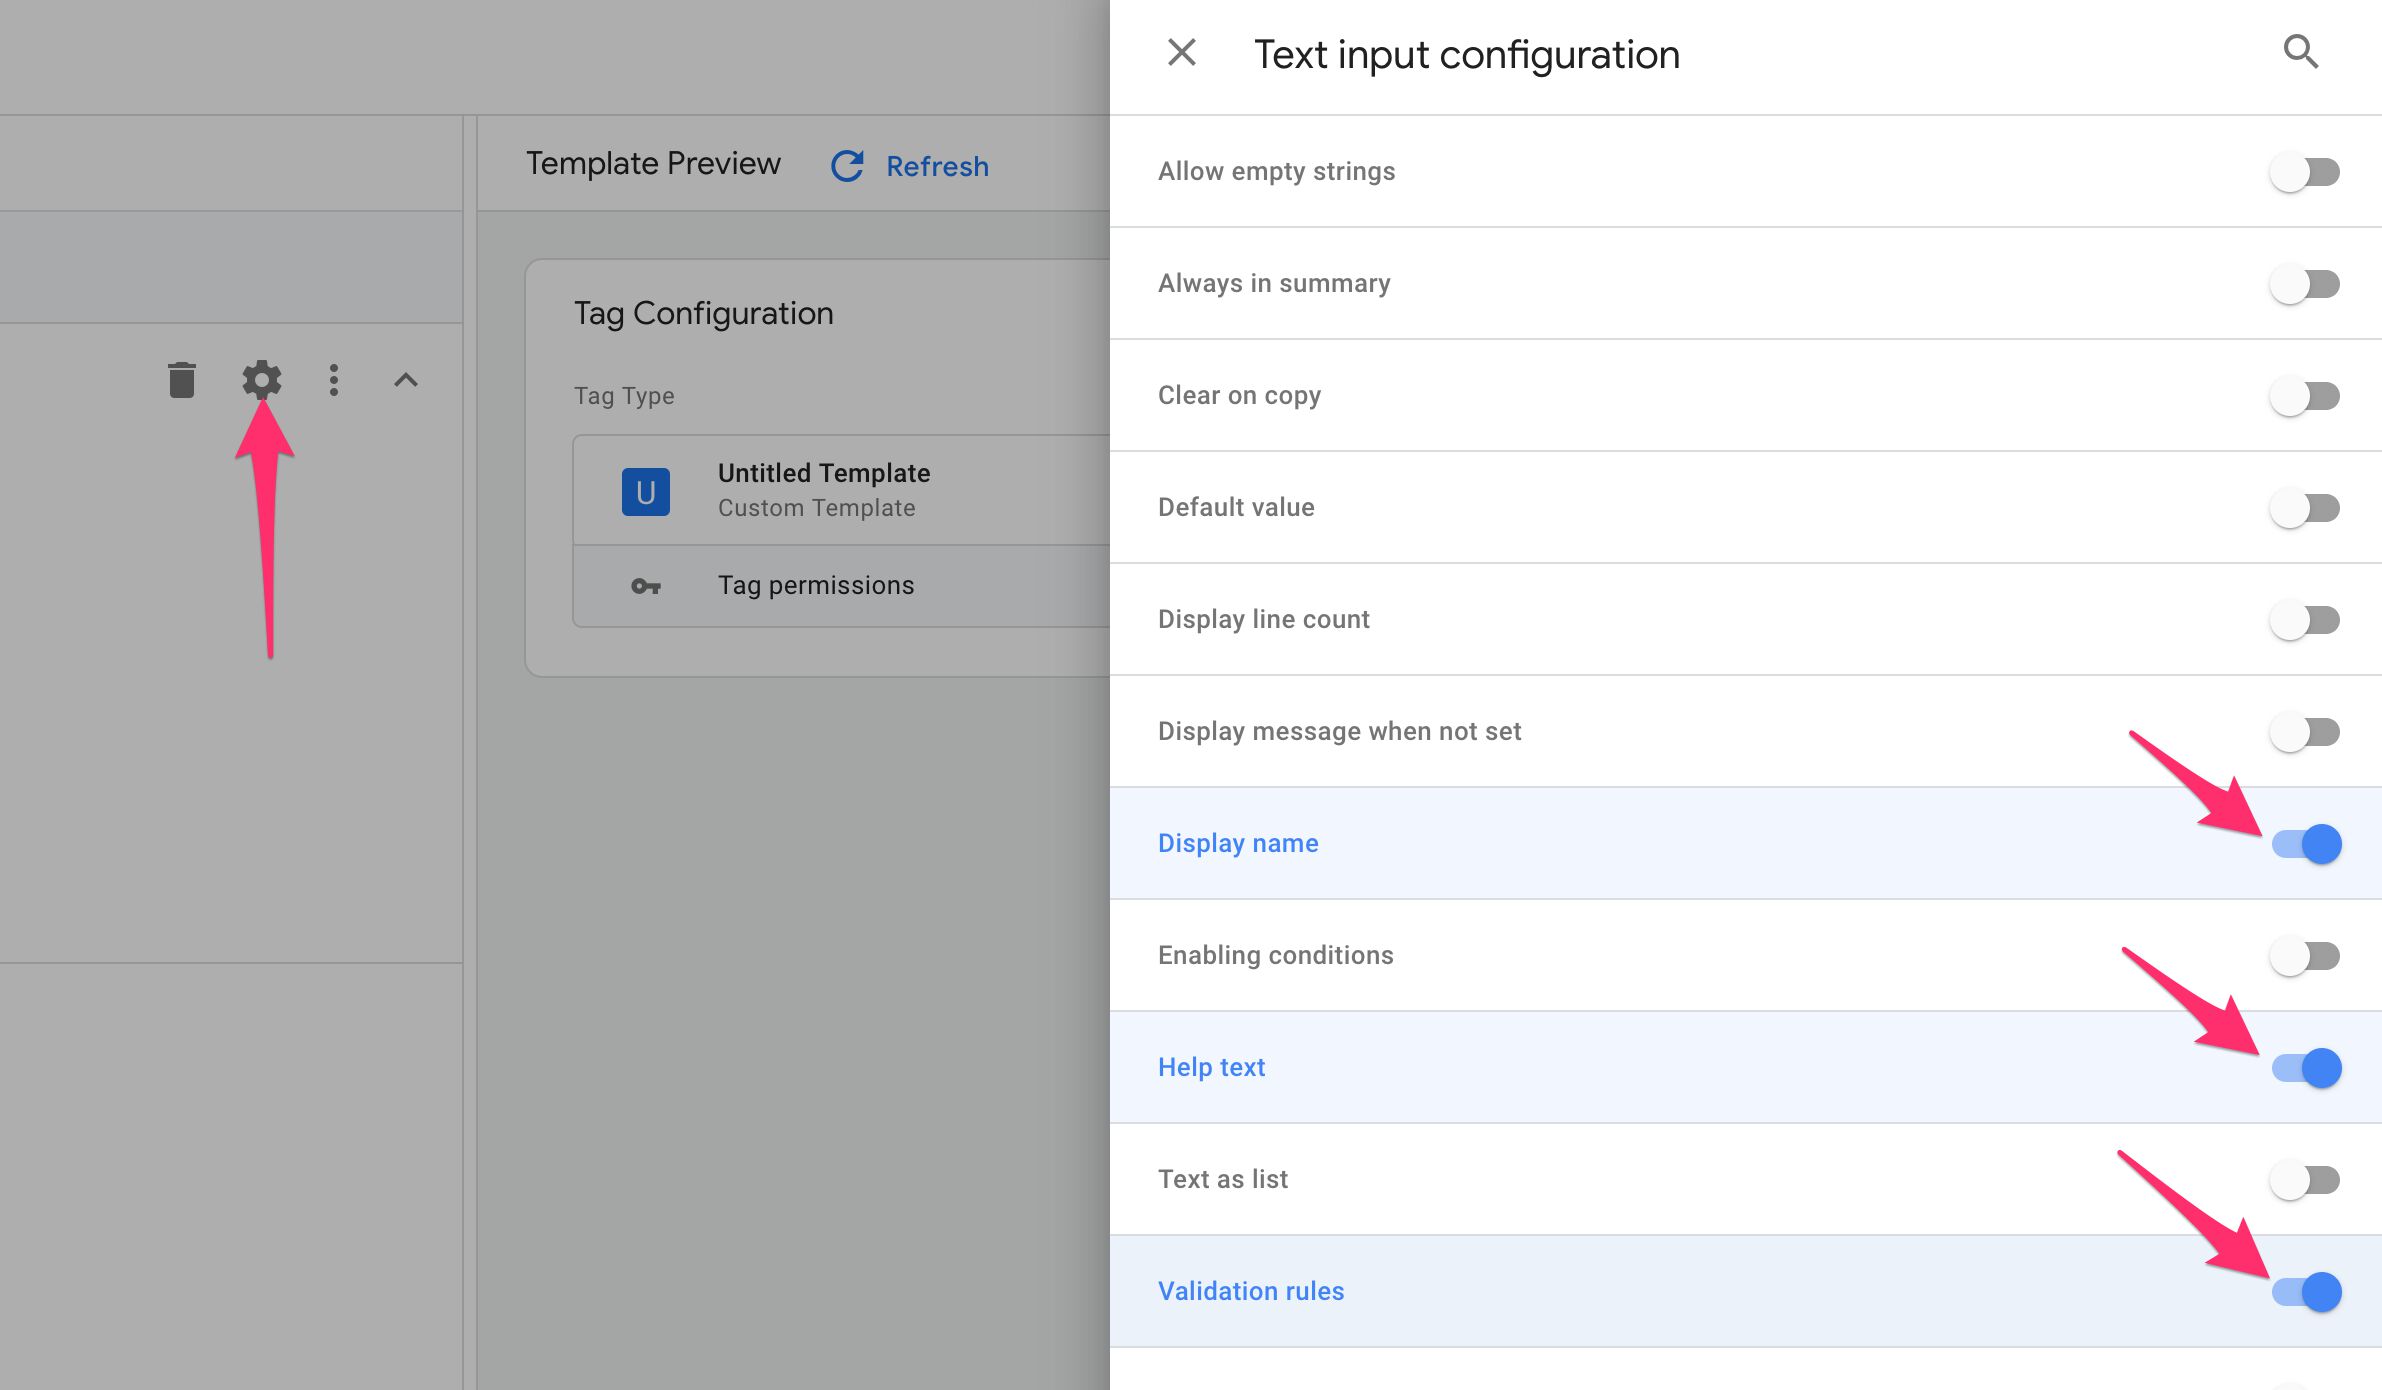 Template Preview
Refresh
Tag Configuration
Tag Type
U
Untitled Template
Custom Template
Tag permissions
Text input configuration
Allow empty strings
Always in summary
Clear on copy
Default value
Display line count
Display message when not set
Display name
Enabling conditions
Help text
Text as list
Validation rules